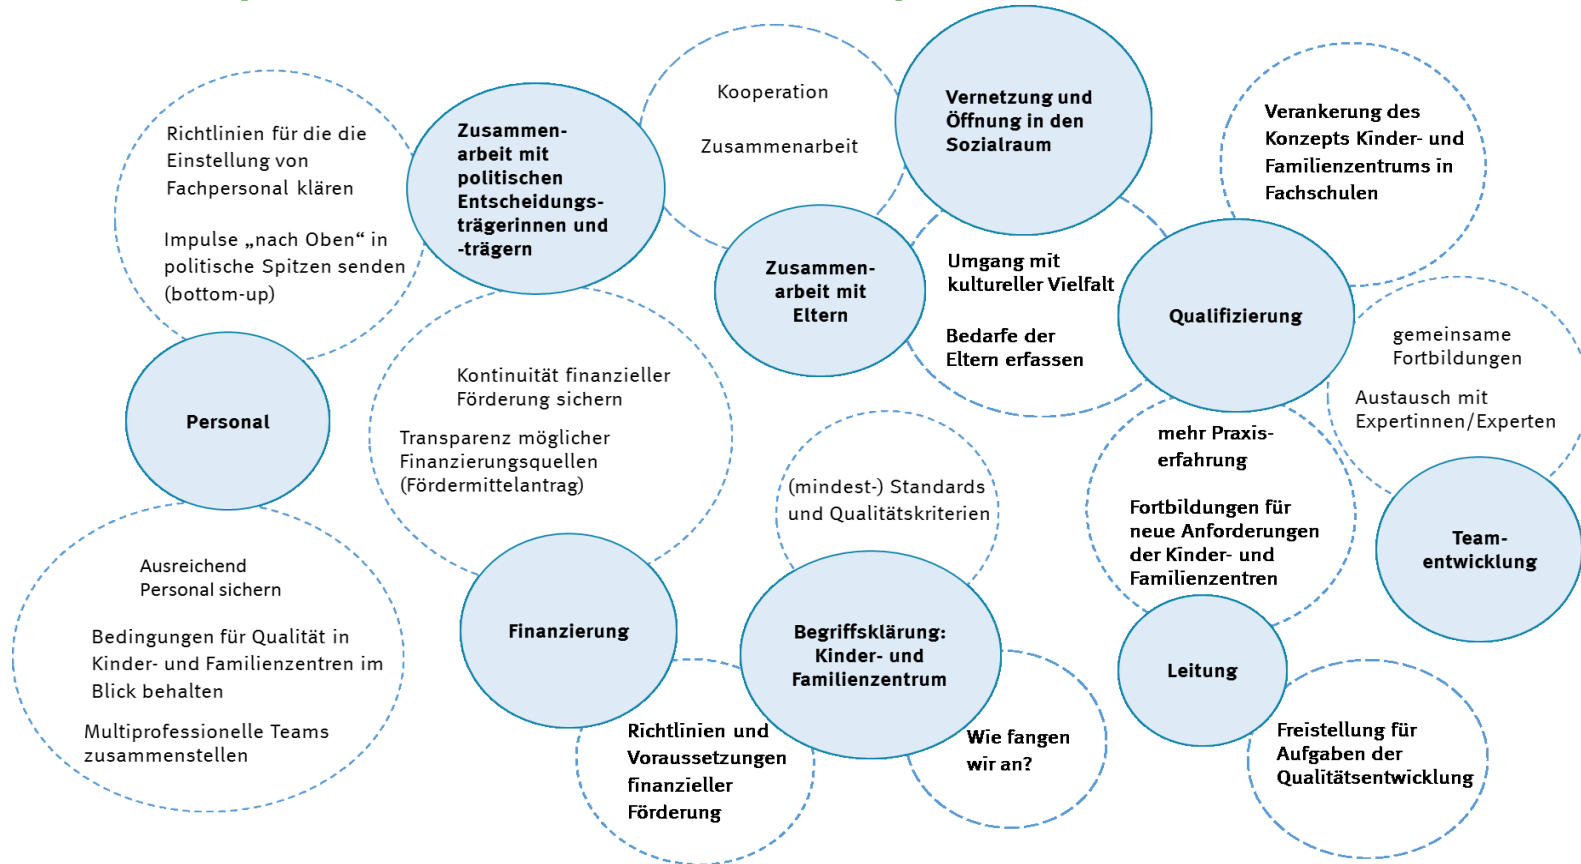 Kooperation
Zusammenarbeit
Vernetzung und
Öffnung in den
Sozialraum
Verankerung des
Konzepts Kinder- und
Familienzentrums in
Fachschulen
Richtlinien für die die
Einstellung von
Fachpersonal klären
Impulse „nach Oben“ in
politische Spitzen senden
(bottom-up)
Zusammen-
arbeit mit
politischen
Entscheidungs-
trägerinnen und
-trägern
Zusammen-
arbeit mit
Eltern
Umgang mit
kultureller Vielfalt
Bedarfe der
Eltern erfassen
Qualifizierung
gemeinsame
Fortbildungen
Austausch mit
Expertinnen/Experten
Personal
Kontinuität finanzieller
Förderung sichern
Transparenz möglicher
Finanzierungsquellen
(Fördermittelantrag)
(mindest-) Standards
und Qualitätskriterien
mehr Praxis-
erfahrung
Fortbildungen für
neue Anforderungen
der Kinder- und
Familienzentren
Team-
entwicklung
Ausreichend
Personal sichern
Bedingungen für Qualität in
Kinder- und Familienzentren im
Blick behalten
Multiprofessionelle Teams
zusammenstellen
Finanzierung
Begriffsklärung:
Kinder- und
Familienzentrum
Leitung
Richtlinien und
Voraussetzungen
finanzieller
Förderung
Wie fangen
wir an?
Freistellung für
Aufgaben der
Qualitätsentwicklung